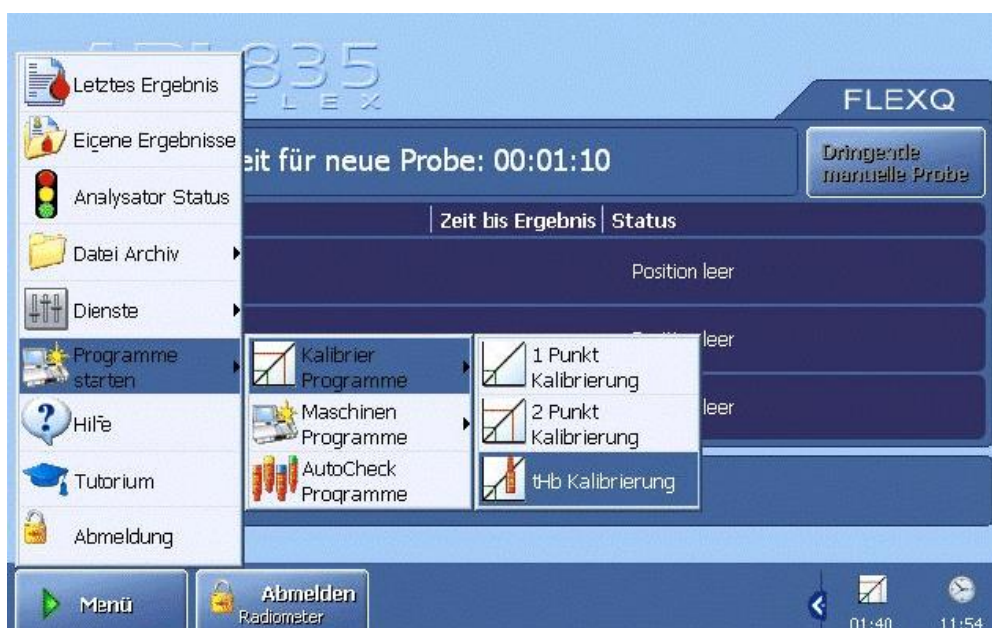 835
FLEX
FLEXQ
Letztes Ergebnis
Eigene Ergebnisse
Analysator Status
Datei Archiv
Dienste
Programme
starten
Hilfe
Tutorium
Abmeldung
eit für neue Probe: 00:01:10
Dringende
manuelle Probe
Zeit bis Ergebnis Status
Position leer
leer
leer
Kalibrier
Programme
Maschinen
Programme
AutoCheck
Programme
1 Punkt
Kalibrierung
2 Punkt
Kalibrierung
tHb Kalibrierung
Menü
Abmelden
Radiometer
01:40
11:54